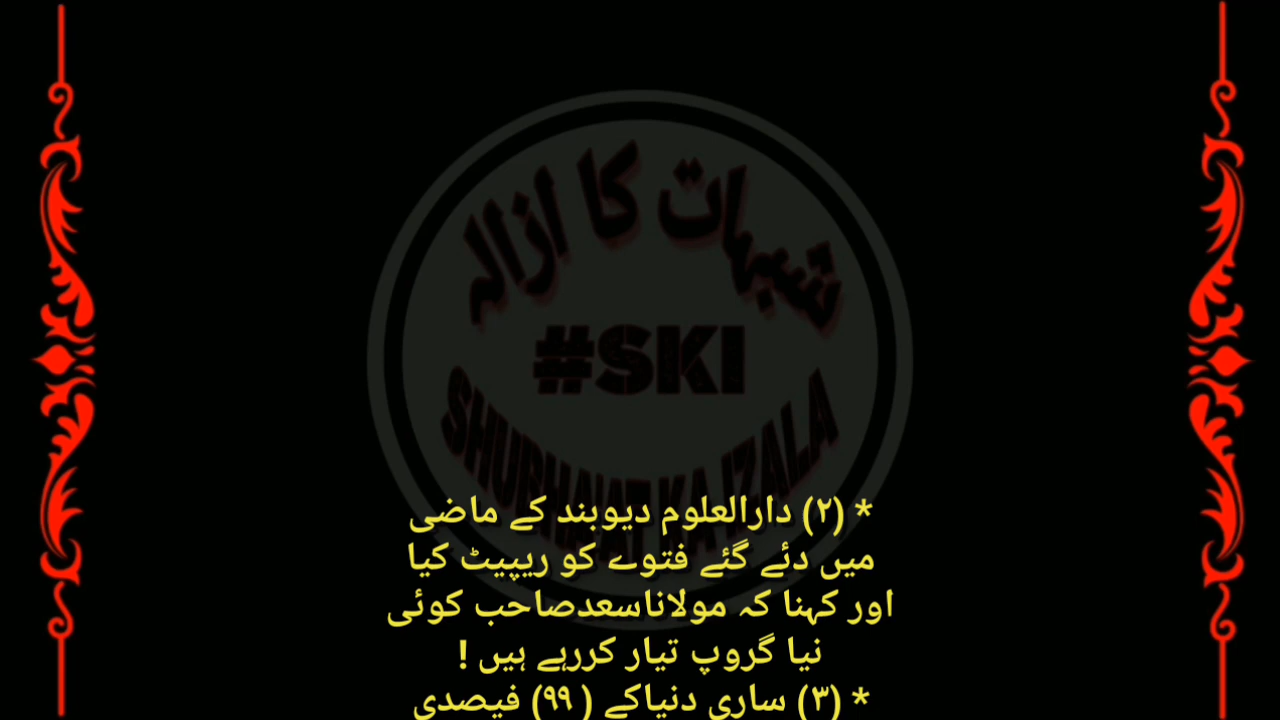 شبہات کا ازالہ
#SKI
SHUBHAAT KA IZALA
* (۲) دارالعلوم دیوبند کے ماضی
میں دئے گئے فتوے کو ریپیٹ کیا
اور کہنا کہ مولاناسعدصاحب کوئی
نیا گروپ تیار کررہے ہیں !
* (۳) ساری دنیاکے ( ۹۹) فیصدی